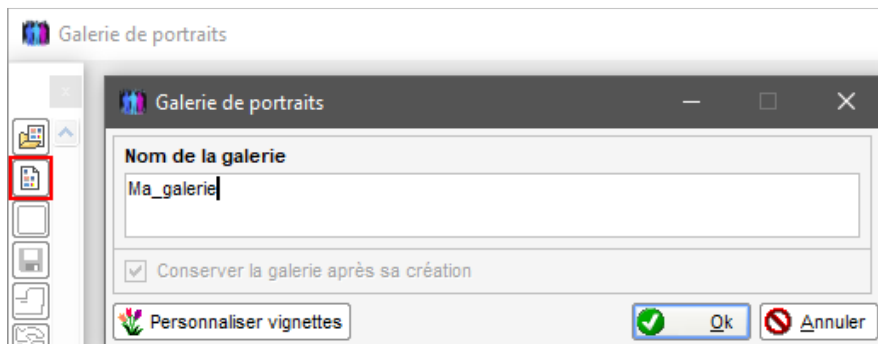 Galerie de portraits
Galerie de portraits
Nom de la galerie
Ma_galerie
Conserver la galerie après sa création
Personnaliser vignettes
Ok
Annuler